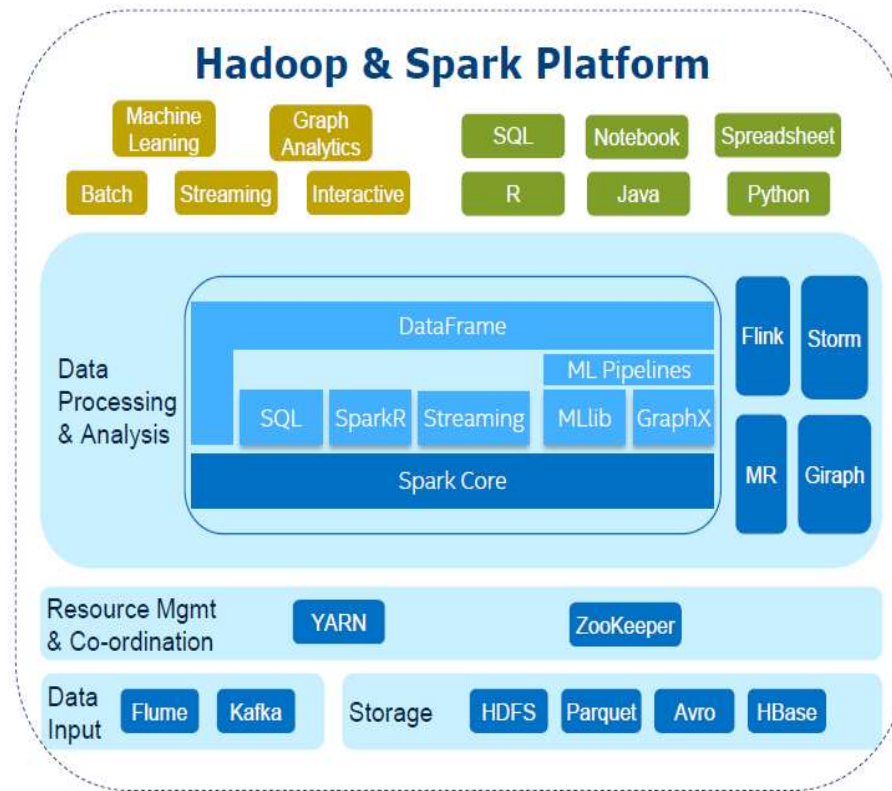 Hadoop & Spark Platform
Machine
Leaning
Graph
Analytics
SQL
Notebook
Spreadsheet
Batch
Streaming
Interactive
R
Java
Python
Data
Processing
& Analysis
DataFrame
ML Pipelines
SQL
SparkR
Streaming
MLlib
GraphX
Spark Core
Flink
Storm
MR
Giraph
Resource Mgmt
& Co-ordination
YARN
ZooKeeper
Data
Input
Flume
Kafka
Storage
HDFS
Parquet
Avro
HBase